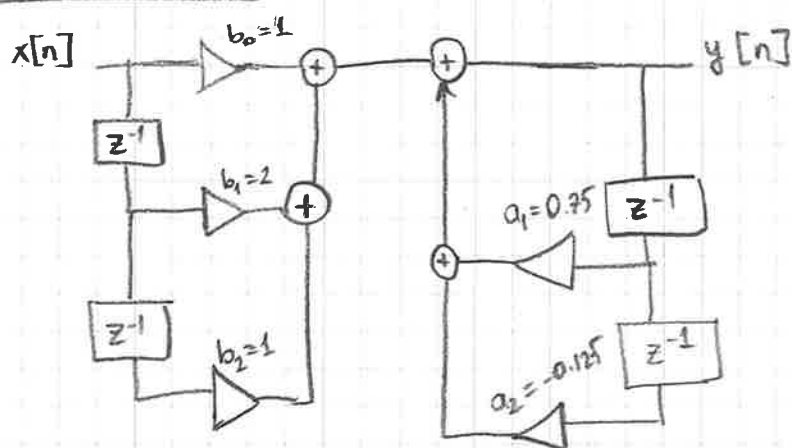 b₀=1
x[n]
+
+
y[n]
z⁻¹
b₁=2
+
a₁=0.75
z⁻¹
+
z⁻¹
b₂=1
a₂=-0.125
z⁻¹